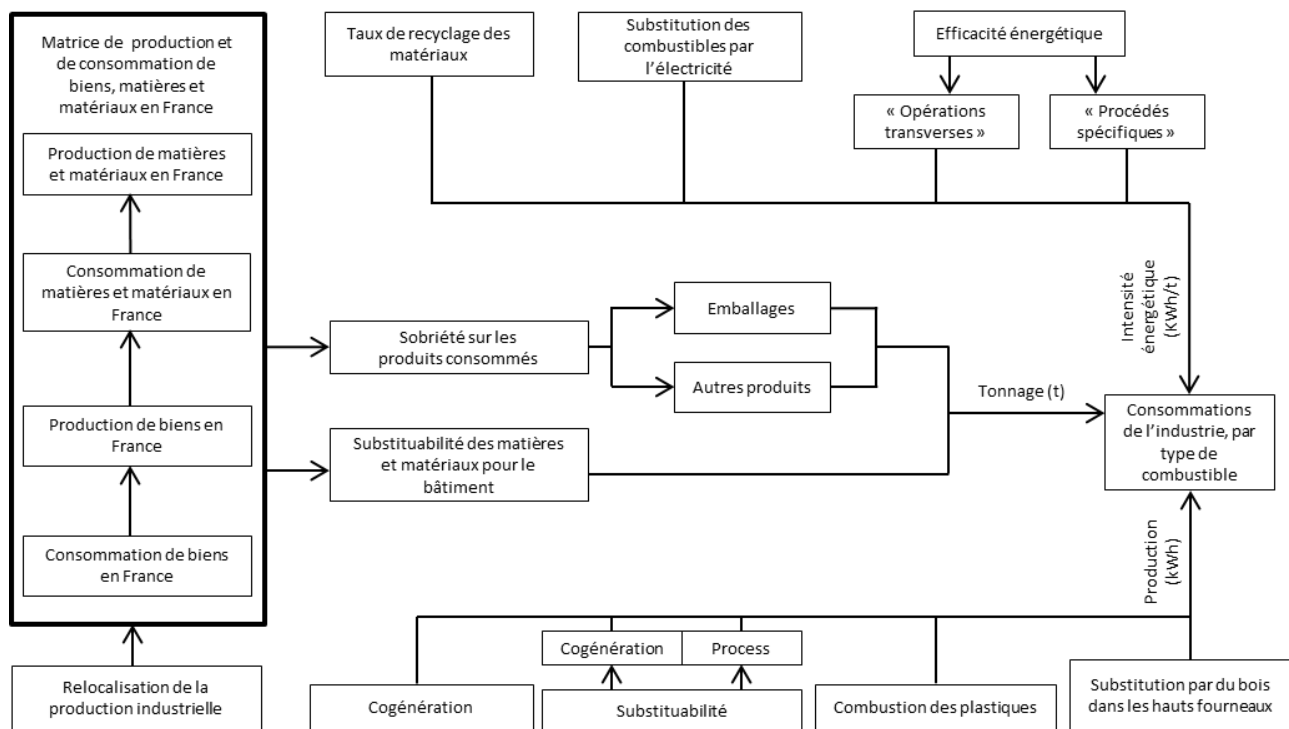 Matrice de production et
de consommation de
biens, matières et
matériaux en France
Production de matières
et matériaux en France
Consommation de
matières et matériaux en
France
Production de biens en
France
Consommation de biens
en France
Relocalisation de la
production industrielle
Taux de recyclage des
matériaux
Substitution des
combustibles par
l’électricité
Efficacité énergétique
« Opérations
transverses »
« Procédés
spécifiques »
Intensité
énergétique
(KWh/t)
Sobriété sur les
produits consommés
Emballages
Autres produits
Substituabilité des matières
et matériaux pour le
bâtiment
Tonnage (t)
Consommations
de l’industrie, par
type de
combustible
Production
(kWh)
Cogénération
Cogénération
Process
Substituabilité
Combustion des plastiques
Substitution par du bois
dans les hauts fourneaux